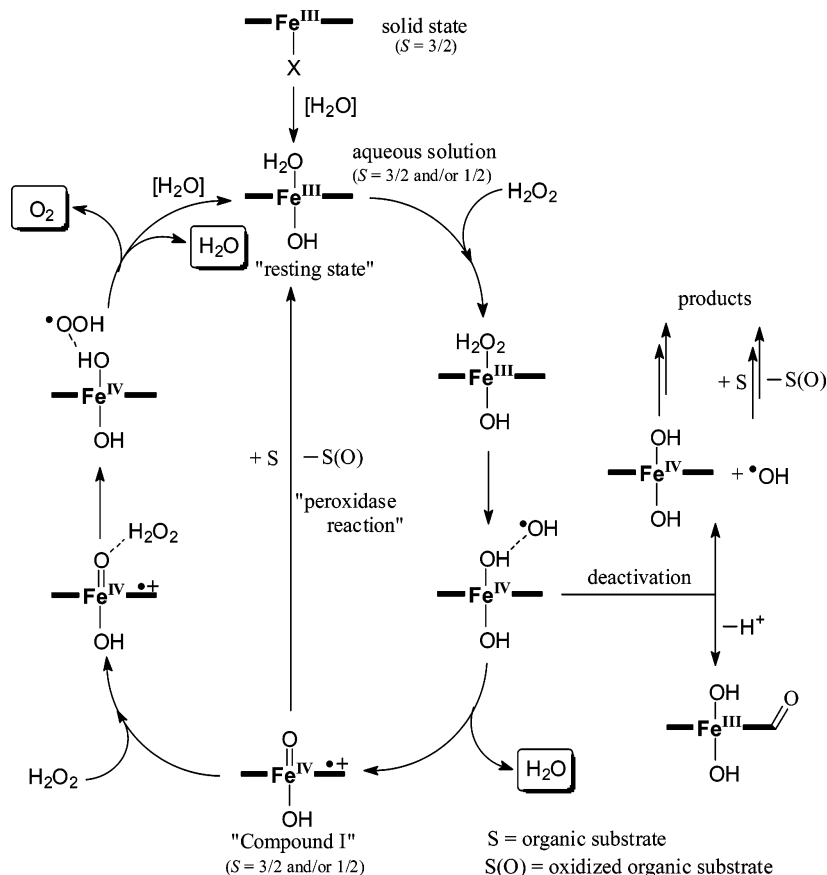 Feᴵᴵᴵ
solid state
(S = 3/2)
X
[H₂O]
H₂O
aqueous solution
(S = 3/2 and/or 1/2)
Feᴵᴵᴵ
OH
"resting state"
H₂O₂
[H₂O]
O₂
H₂O
•OOH
HO
Feᴵⱽ
OH
H₂O₂
Feᴵᴵᴵ
OH
products
+ S
–S(O)
OH
Feᴵⱽ
+ •OH
OH
+ S
–S(O)
"peroxidase
reaction"
H₂O₂
O
Feᴵⱽ
•+
OH
•OH
OH
Feᴵⱽ
OH
deactivation
–H⁺
OH
O
Feᴵᴵᴵ
OH
H₂O₂
O
Feᴵⱽ
•+
OH
H₂O
"Compound I"
(S = 3/2 and/or 1/2)
S = organic substrate
S(O) = oxidized organic substrate